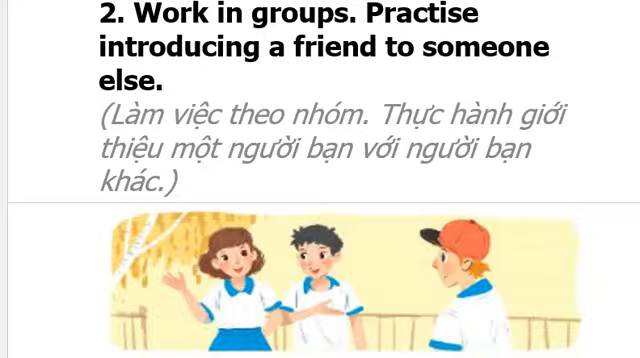 2. Work in groups. Practise
introducing a friend to someone
else.
(Làm việc theo nhóm. Thực hành giới
thiệu một người bạn với người bạn
khác.)